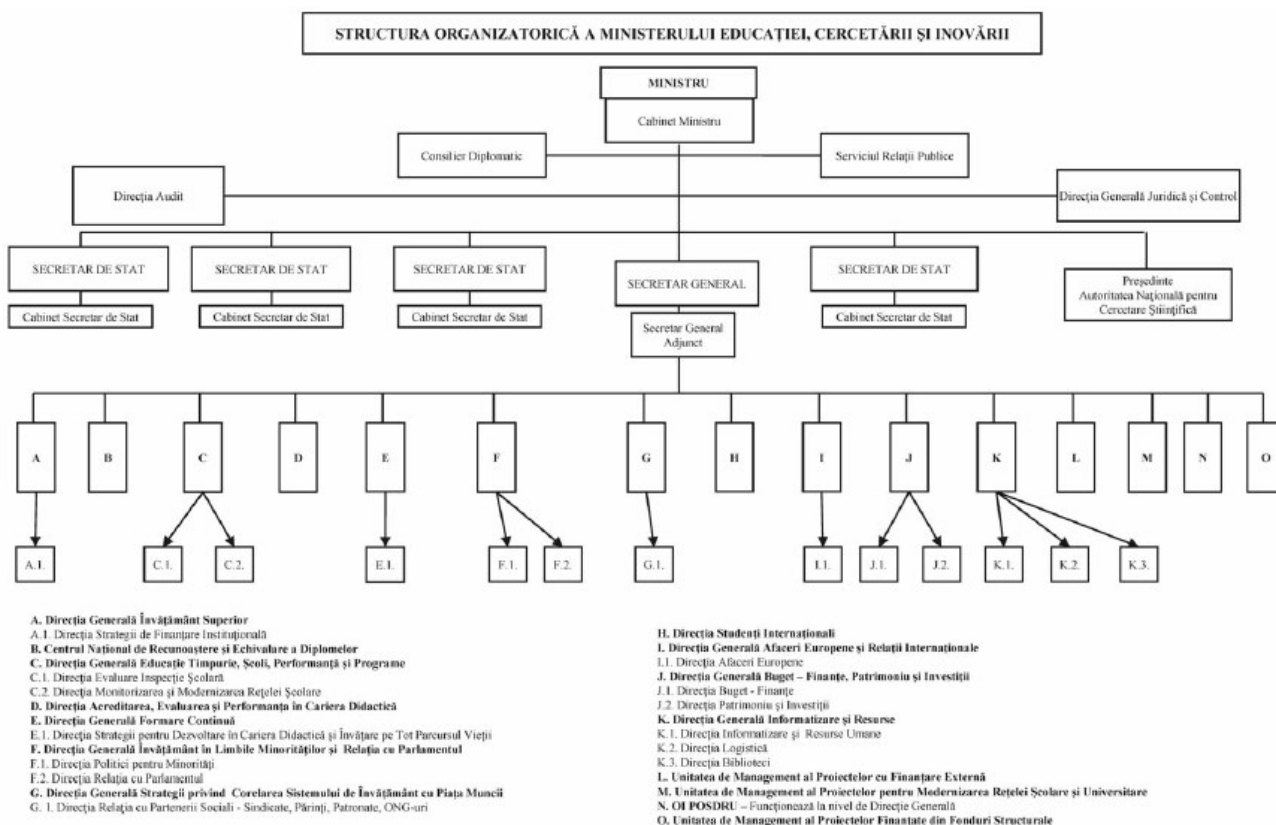 STRUCTURA ORGANIZATORICĂ A MINISTERULUI EDUCAȚIEI, CERCETĂRII ȘI INOVĂRII
MINISTRU
Cabinet Ministru
Consilier Diplomatic
Serviciul Relații Publice
Direcția Audit
Direcția Generală Juridică și Control
SECRETAR DE STAT
SECRETAR DE STAT
SECRETAR DE STAT
SECRETAR GENERAL
SECRETAR DE STAT
Președinte
Autoritatea Națională pentru
Cercetare Științifică
Cabinet Secretar de Stat
Cabinet Secretar de Stat
Cabinet Secretar de Stat
Secretar General
Adjunct
Cabinet Secretar de Stat
A
B
C
D
E
F
G
H
I
J
K
L
M
N
O
A.1.
C.1.
C.2.
E.1.
F.1.
F.2.
G.1.
I.1.
J.1.
J.2.
K.1.
K.2.
K.3.
A. Direcția Generală Învățământ Superior
A.1. Direcția Strategii de Finanțare Instituțională
B. Centrul Național de Recunoaștere și Echivalare a Diplomelor
C. Direcția Generală Educație Timpurie, Școli, Performanță și Programe
C.1. Direcția Evaluare Inspecție Școlară
C.2. Direcția Monitorizarea și Modernizarea Rețelei Școlare
D. Direcția Acreditarea, Evaluarea și Performanța în Cariera Didactică
E. Direcția Generală Formare Continuă
E.1. Direcția Strategii pentru Dezvoltare în Cariera Didactică și Învățare pe Tot Parcursul Vieții
F. Direcția Generală Învățământ în Limbile Minorităților și Relația cu Parlamentul
F.1. Direcția Politici pentru Minorități
F.2. Direcția Relația cu Parlamentul
G. Direcția Generală Strategii privind Corelarea Sistemului de Învățământ cu Piața Muncii
G. 1. Direcția Relația cu Partenerii Sociali - Sindicate, Părinți, Patronate, ONG-uri
H. Direcția Studenți Internaționali
I. Direcția Generală Afaceri Europene și Relații Internaționale
I.1. Direcția Afaceri Europene
J. Direcția Generală Buget – Finanțe, Patrimoniu și Investiții
J.1. Direcția Buget - Finanțe
J.2. Direcția Patrimoniu și Investiții
K. Direcția Generală Informatizare și Resurse
K.1. Direcția Informatizare și Resurse Umane
K.2. Direcția Logistică
K.3. Direcția Biblioteci
L. Unitatea de Management al Proiectelor cu Finanțare Externă
M. Unitatea de Management al Proiectelor pentru Modernizarea Rețelei Școlare și Universitare
N. OI POSDRU – Funcționează la nivel de Direcție Generală
O. Unitatea de Management al Proiectelor Finanțate din Fonduri Structurale